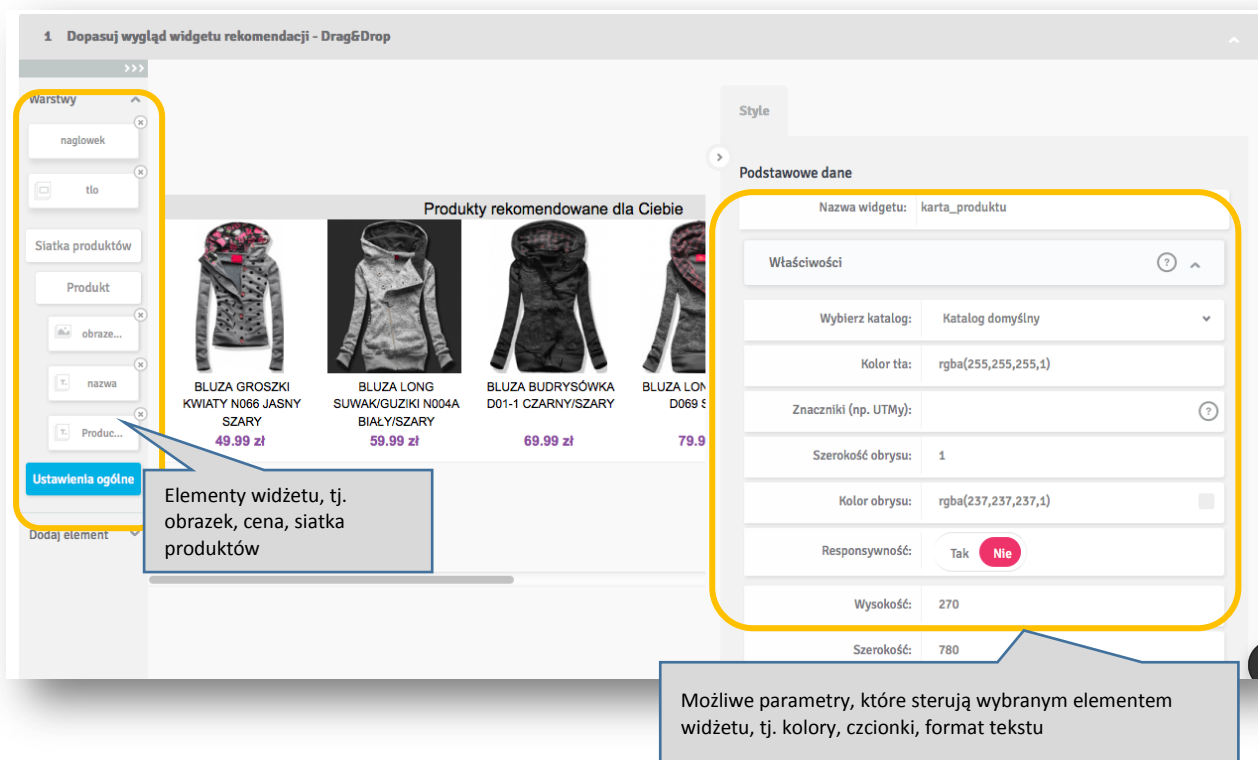 1 Dopasuj wygląd widgetu rekomendacji - Drag&Drop
>>>
Warstwy
naglowek
tlo
Siatka produktów
Produkt
obraze...
T. nazwa
T. Produc...
Ustawienia ogólne
Dodaj element
Produkty rekomendowane dla Ciebie
BLUZA GROSZKI
KWIATY N066 JASNY
SZARY
49.99 zł
BLUZA LONG
SUWAK/GUZIKI N004A
BIAŁY/SZARY
59.99 zł
BLUZA BUDRYSÓWKA
D01-1 CZARNY/SZARY
69.99 zł
BLUZA LON
D069 S
79.9
Elementy widżetu, tj.
obrazek, cena, siatka
produktów
Style
Podstawowe dane
Nazwa widgetu: karta_produktu
Właściwości ?
Wybierz katalog: Katalog domyślny
Kolor tła: rgba(255,255,255,1)
Znaczniki (np. UTMy): ?
Szerokość obrysu: 1
Kolor obrysu: rgba(237,237,237,1)
Responsywność: Tak Nie
Wysokość: 270
Szerokość: 780
Możliwe parametry, które sterują wybranym elementem
widżetu, tj. kolory, czcionki, format tekstu